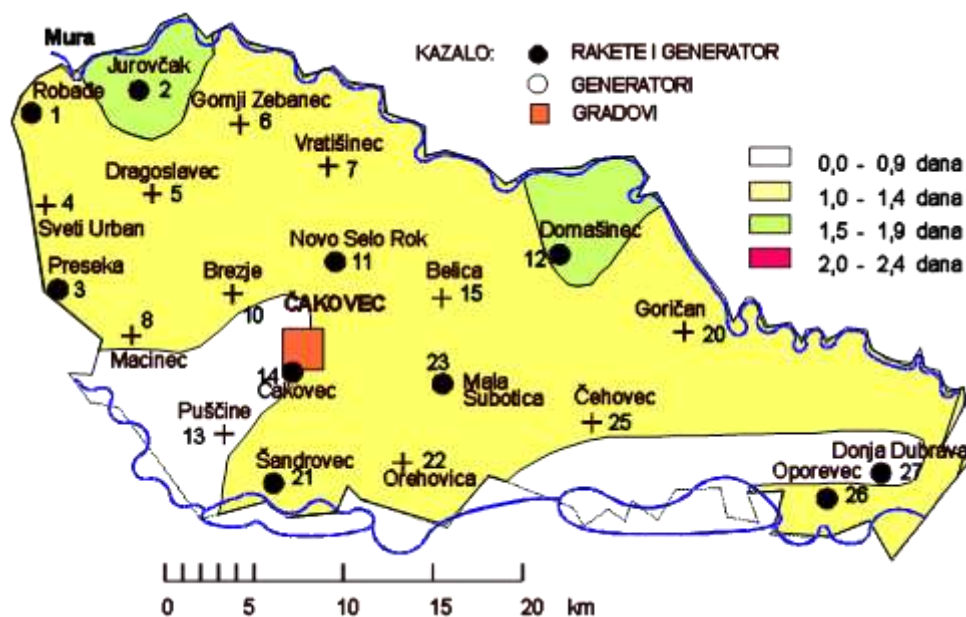 Mura
KAZALO:
RAKETE I GENERATOR
GENERATORI
GRADOVI
Jurovčak
2
Robađe
1
Gornji Zebanec
6
Vratišinec
7
Dragoslavec
5
4
Sveti Urban
0,0 - 0,9 dana
1,0 - 1,4 dana
1,5 - 1,9 dana
2,0 - 2,4 dana
Domašinec
12
Novo Selo Rok
11
Preseka
3
Brezje
10
Belica
15
ČAKOVEC
Goričan
20
8
Macinec
14
Čakovec
23
Mala
Subotica
Puščine
13
Čehovec
25
Šandrovec
21
22
Orehovica
Donja Dubrava
27
Oporevec
26
0 5 10 15 20 km